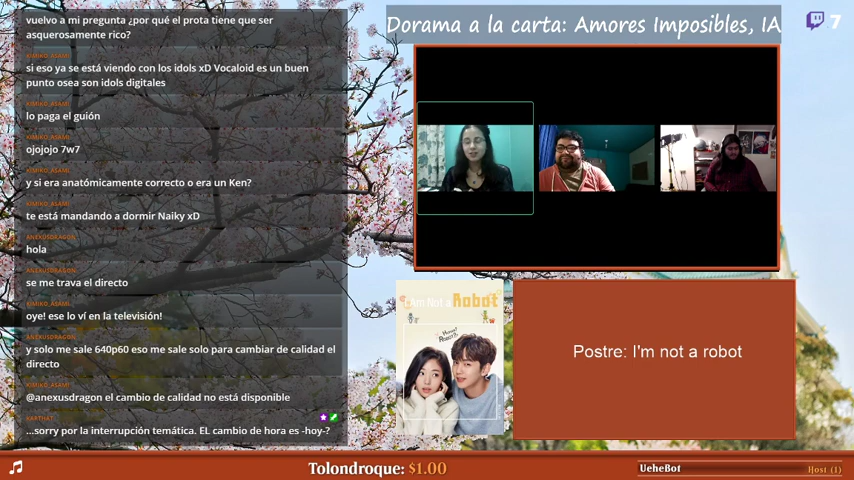 Dorama a la carta: Amores Imposibles, IA
7
vuelvo a mi pregunta ¿por qué el prota tiene que ser
asquerosamente rico?
KIMIKO_ASAMI
si eso ya se está viendo con los idols xD Vocaloid es un buen
punto osea son idols digitales
KIMIKO_ASAMI
lo paga el guión
KIMIKO_ASAMI
ojojojo 7w7
KIMIKO_ASAMI
y si era anatómicamente correcto o era un Ken?
KIMIKO_ASAMI
te está mandando a dormir Naiky xD
ANEXUSDRAGON
hola
ANEXUSDRAGON
se me trava el directo
KIMIKO_ASAMI
oye! ese lo ví en la televisión!
ANEXUSDRAGON
y solo me sale 640p60 eso me sale solo para cambiar de calidad el
directo
KIMIKO_ASAMI
@anexusdragon el cambio de calidad no está disponible
KARTHAT
...sorry por la interrupción temática. EL cambio de hora es -hoy-?
I Am Not a Robot
Postre: I'm not a robot
Tolondroque: $1.00
UeheBot
Host (1)